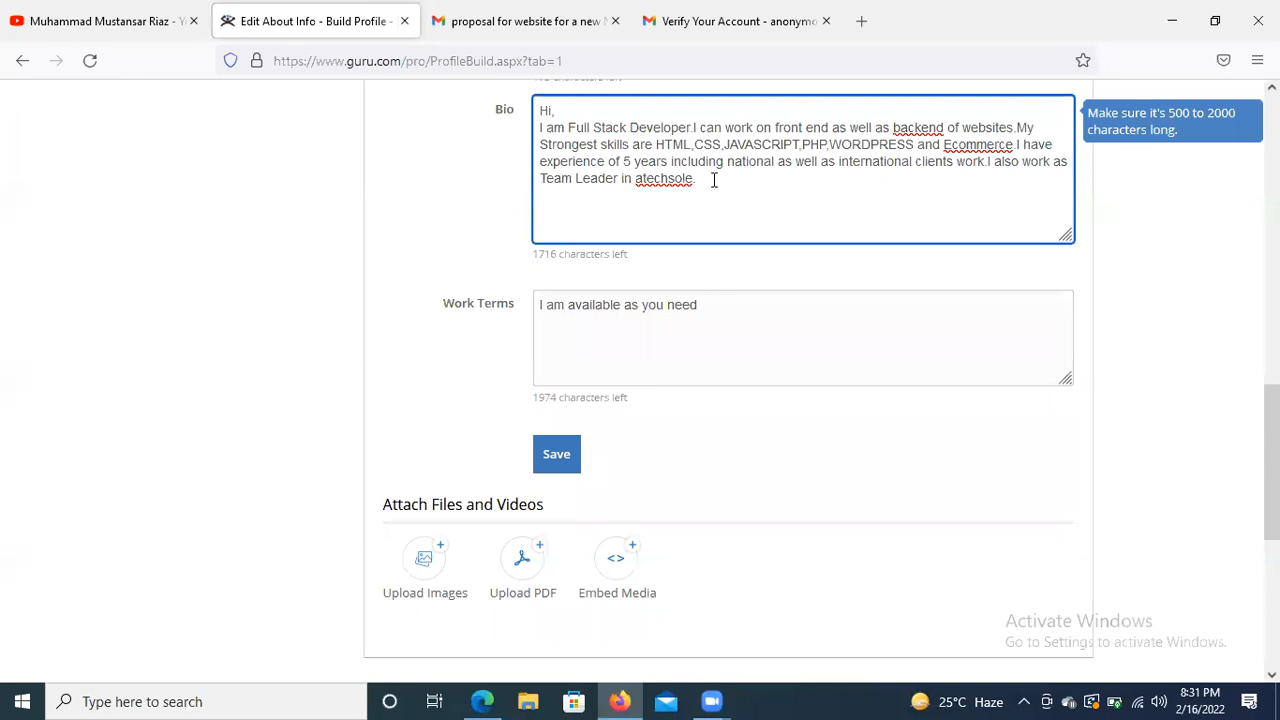 Muhammad Mustansar Riaz - Yo
Edit About Info - Build Profile -
proposal for website for a new M
Verify Your Account - anonymo
https://www.guru.com/pro/ProfileBuild.aspx?tab=1
Bio
Hi,
I am Full Stack Developer.I can work on front end as well as backend of websites.My
Strongest skills are HTML,CSS,JAVASCRIPT,PHP,WORDPRESS and Ecommerce.I have
experience of 5 years including national as well as international clients work.I also work as
Team Leader in atechsole.
Make sure it's 500 to 2000
characters long.
1716 characters left
Work Terms
I am available as you need
1974 characters left
Save
Attach Files and Videos
Upload Images
Upload PDF
Embed Media
Activate Windows
Go to Settings to activate Windows.
Type here to search
25°C Haze
8:31 PM
2/16/2022